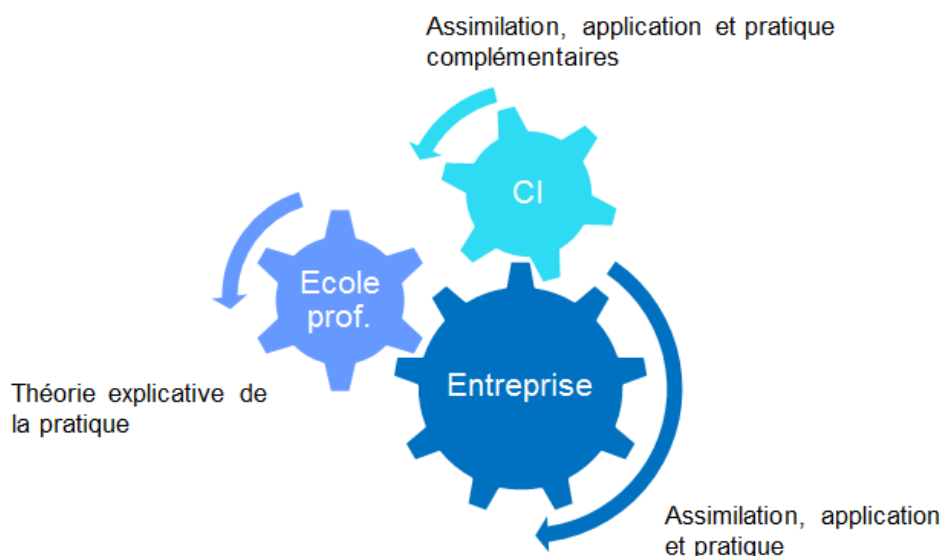 Assimilation, application et pratique
complémentaires
CI
Ecole
prof.
Entreprise
Théorie explicative de
la pratique
Assimilation, application
et pratique